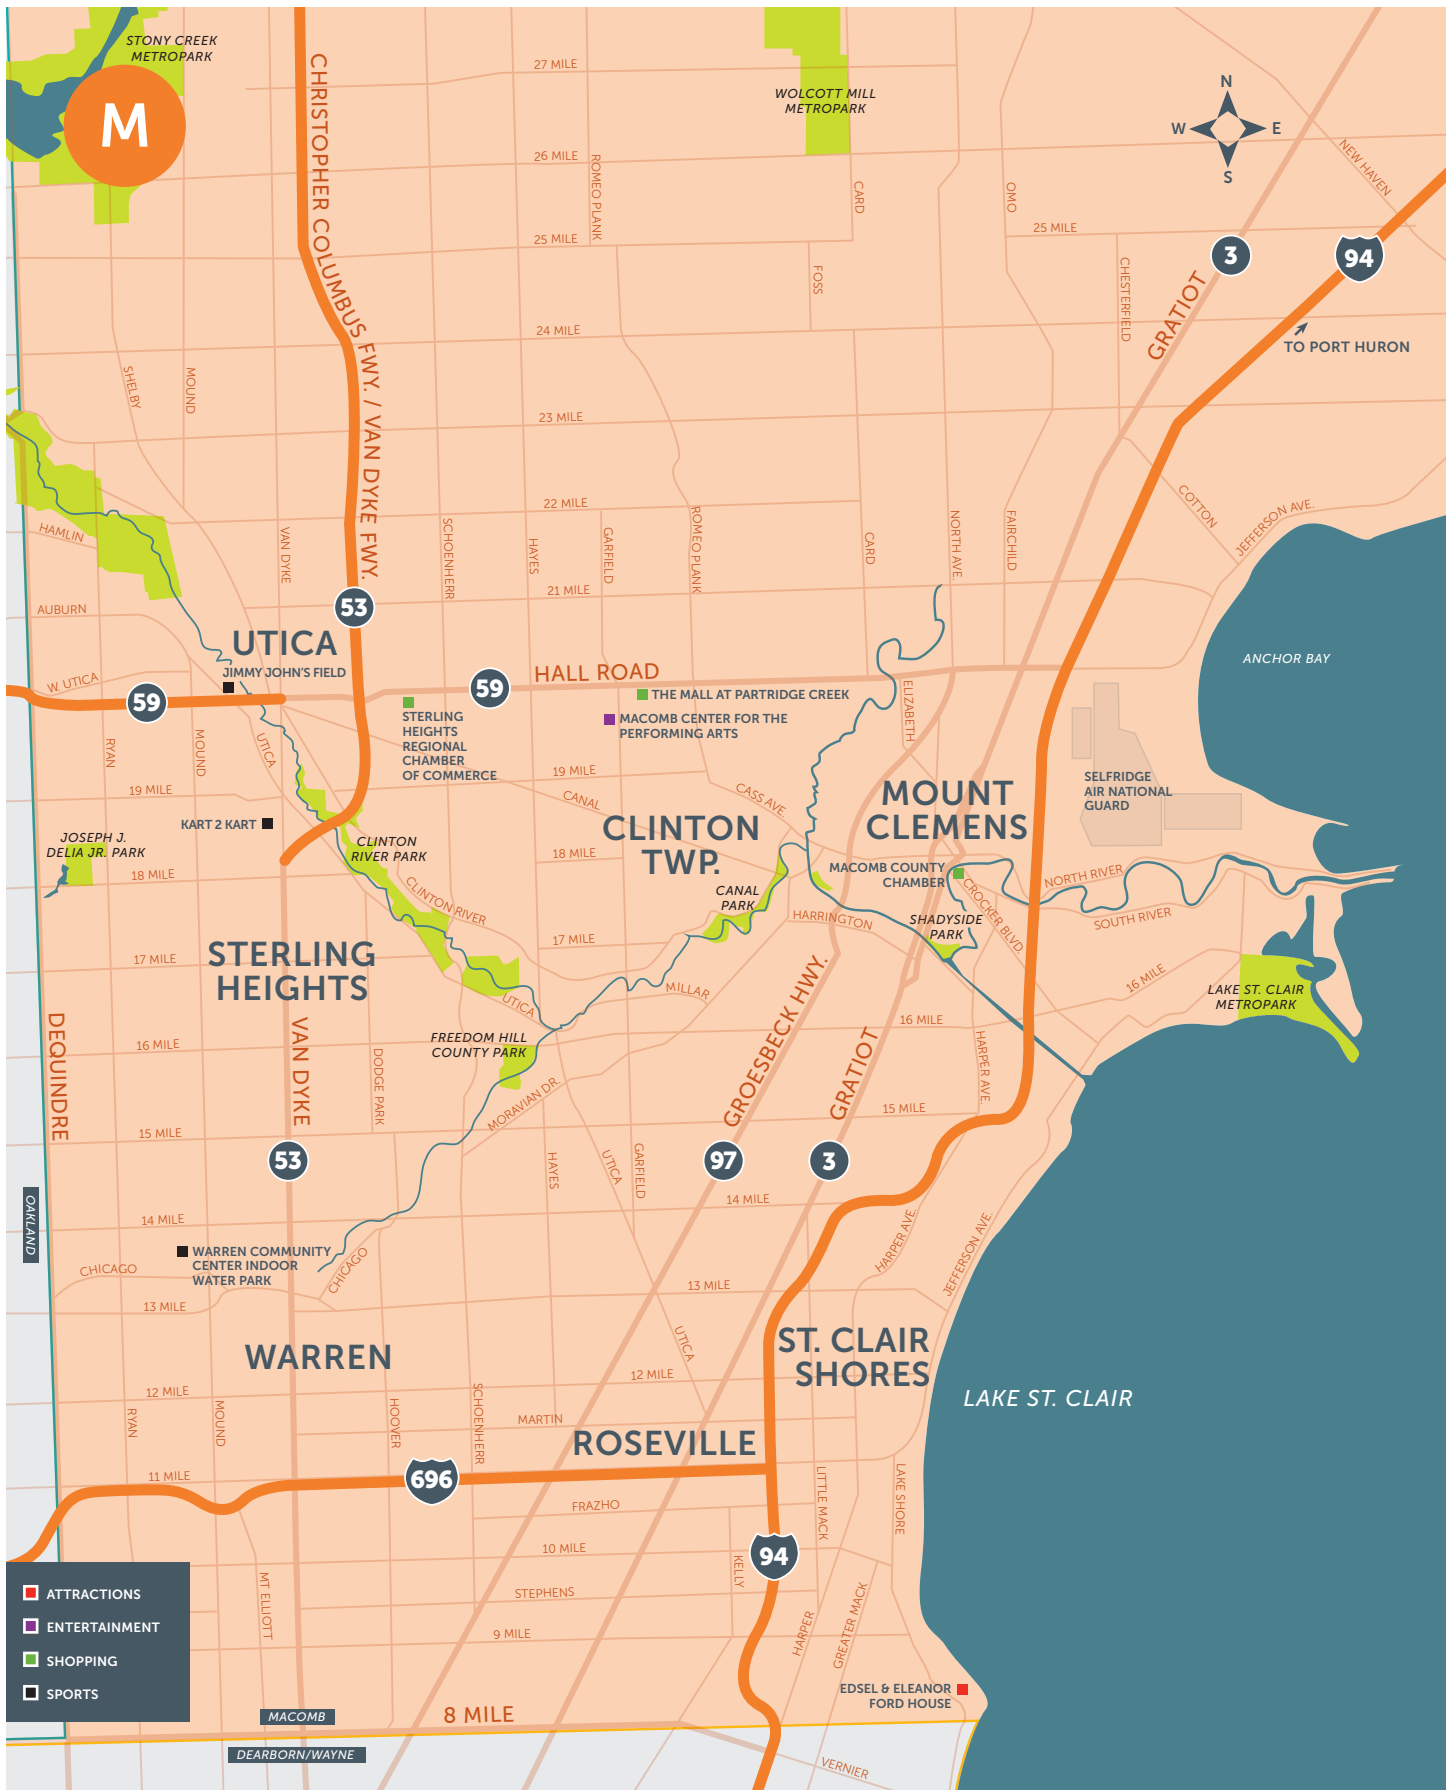 STONY CREEK
METROPARK
M
CHRISTOPHER COLUMBUS FWY. / VAN DYKE FWY.
27 MILE
WOLCOTT MILL
METROPARK
N
W
E
S
NEW HAVEN
26 MILE
ROMEO PLANK
CARD
OMO
25 MILE
25 MILE
3
94
FOSS
CHESTERFIELD
GRATIOT
24 MILE
TO PORT HURON
SHELBY
MOUND
23 MILE
22 MILE
COTTON
JEFFERSON AVE.
HAMLIN
VAN DYKE
SCHOENHERR
HAYES
GARFIELD
ROMEO PLANK
CARD
NORTH AVE.
FAIRCHILD
21 MILE
AUBURN
53
UTICA
JIMMY JOHN'S FIELD
ANCHOR BAY
W. UTICA
59
59
HALL ROAD
THE MALL AT PARTRIDGE CREEK
STERLING
HEIGHTS
REGIONAL
CHAMBER
OF COMMERCE
MACOMB CENTER FOR THE
PERFORMING ARTS
ELIZABETH
RYAN
MOUND
UTICA
19 MILE
19 MILE
CANAL
CASS AVE.
SELFRIDGE
AIR NATIONAL
GUARD
MOUNT
CLEMENS
KART 2 KART
CLINTON
TWP.
JOSEPH J.
DELIA JR. PARK
CLINTON
RIVER PARK
18 MILE
18 MILE
MACOMB COUNTY
CHAMBER
NORTH RIVER
CLINTON RIVER
CANAL
PARK
HARRINGTON
SHADYSIDE
PARK
CROCKER BLVD.
SOUTH RIVER
17 MILE
17 MILE
STERLING
HEIGHTS
16 MILE
LAKE ST. CLAIR
METROPARK
UTICA
MILLAR
GROESBECK HWY.
DEQUINDRE
VAN DYKE
16 MILE
16 MILE
FREEDOM HILL
COUNTY PARK
DODGE PARK
GRATIOT
HARPER AVE.
MORAVIAN DR.
15 MILE
15 MILE
53
97
3
HAYES
UTICA
GARFIELD
OAKLAND
14 MILE
14 MILE
HARPER AVE.
JEFFERSON AVE.
WARREN COMMUNITY
CENTER INDOOR
WATER PARK
CHICAGO
CHICAGO
13 MILE
13 MILE
WARREN
UTICA
ST. CLAIR
SHORES
12 MILE
12 MILE
LAKE ST. CLAIR
RYAN
MOUND
HOOVER
SCHOENHERR
MARTIN
ROSEVILLE
11 MILE
696
LITTLE MACK
LAKE SHORE
FRAZHO
10 MILE
94
KELLY
MT ELLIOTT
STEPHENS
HARPER
GREATER MACK
9 MILE
ATTRACTIONS
ENTERTAINMENT
SHOPPING
SPORTS
EDSEL & ELEANOR
FORD HOUSE
MACOMB
8 MILE
DEARBORN/WAYNE
VERNIER